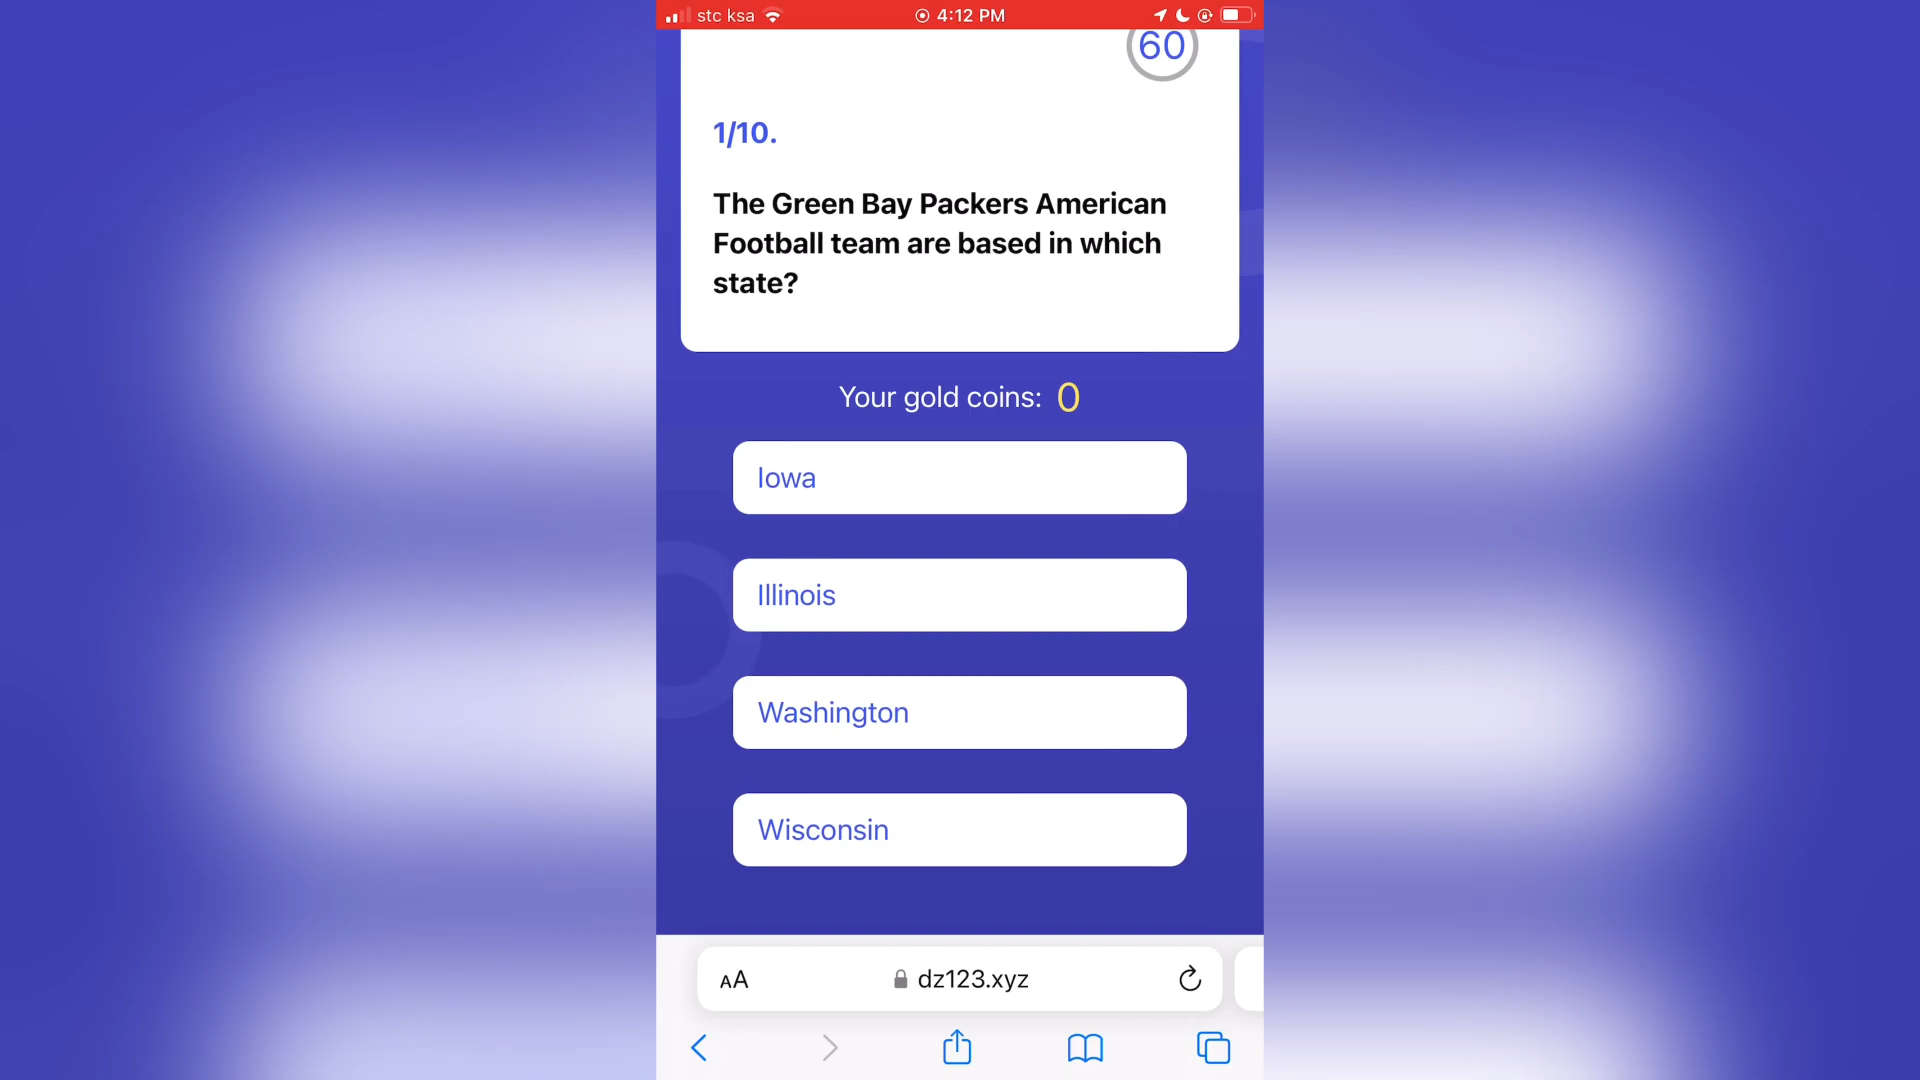 stc ksa
4:12 PM
60
1/10.
The Green Bay Packers American
Football team are based in which
state?
Your gold coins: 0
Iowa
Illinois
Washington
Wisconsin
AA
dz123.xyz